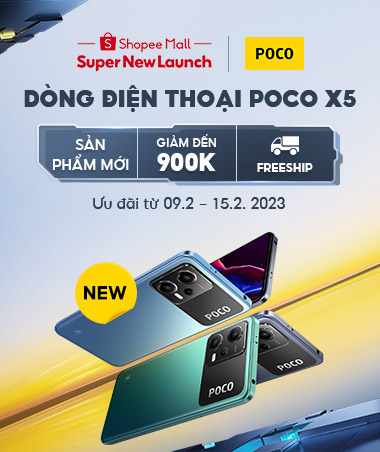 Shopee Mall
Super New Launch
POCO
DÒNG ĐIỆN THOẠI POCO X5
SẢN
PHẨM MỚI
GIẢM ĐẾN
900K
FREESHIP
Ưu đãi từ 09.2 – 15.2. 2023
NEW
POCO
POCO
POCO